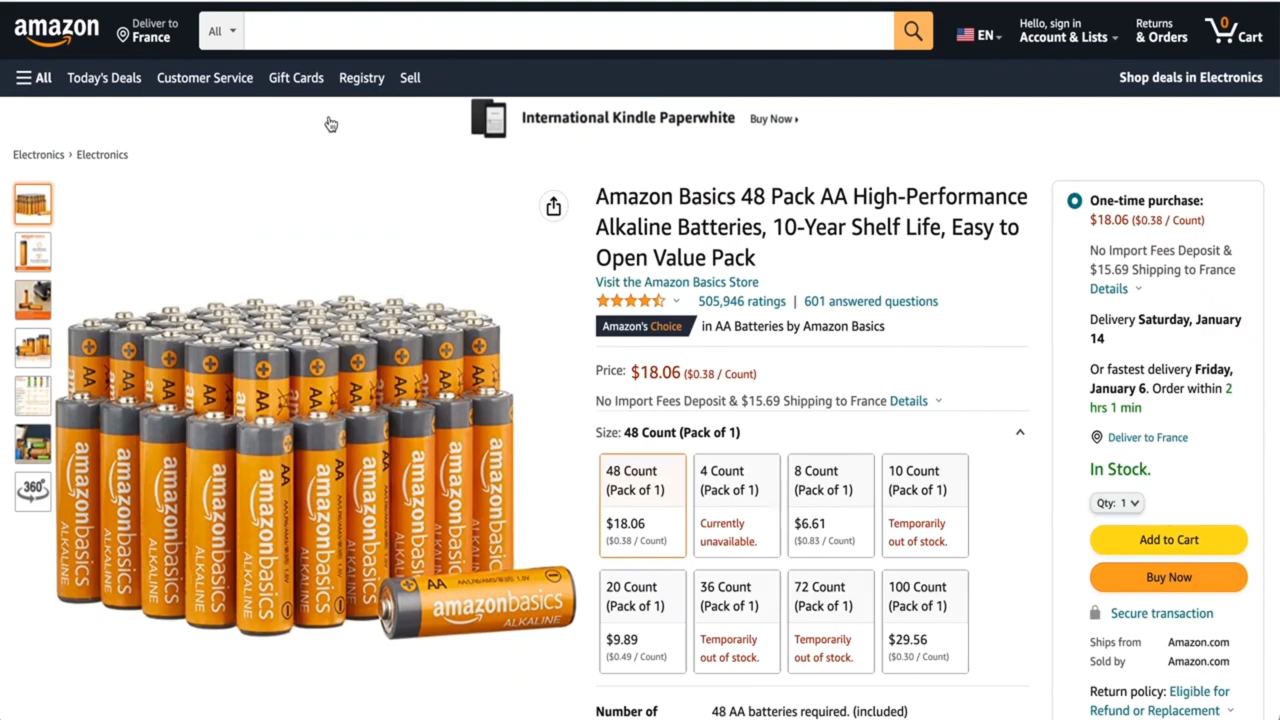 amazon
Deliver to
France
All
EN
Hello, sign in
Account & Lists
Returns
& Orders
0
Cart
All
Today's Deals
Customer Service
Gift Cards
Registry
Sell
Shop deals in Electronics
International Kindle Paperwhite
Buy Now
Electronics › Electronics
360°
AA
amazonbasics
ALKALINE
Amazon Basics 48 Pack AA High-Performance
Alkaline Batteries, 10-Year Shelf Life, Easy to
Open Value Pack
Visit the Amazon Basics Store
505,946 ratings | 601 answered questions
Amazon's Choice in AA Batteries by Amazon Basics
Price: $18.06 ($0.38 / Count)
No Import Fees Deposit & $15.69 Shipping to France Details
Size: 48 Count (Pack of 1)
48 Count
(Pack of 1)
$18.06
($0.38 / Count)
4 Count
(Pack of 1)
Currently
unavailable.
8 Count
(Pack of 1)
$6.61
($0.83 / Count)
10 Count
(Pack of 1)
Temporarily
out of stock.
20 Count
(Pack of 1)
$9.89
($0.49 / Count)
36 Count
(Pack of 1)
Temporarily
out of stock.
72 Count
(Pack of 1)
Temporarily
out of stock.
100 Count
(Pack of 1)
$29.56
($0.30 / Count)
Number of 48 AA batteries required. (included)
One-time purchase:
$18.06 ($0.38 / Count)
No Import Fees Deposit &
$15.69 Shipping to France
Details
Delivery Saturday, January
14
Or fastest delivery Friday,
January 6. Order within 2
hrs 1 min
Deliver to France
In Stock.
Qty: 1
Add to Cart
Buy Now
Secure transaction
Ships from Amazon.com
Sold by Amazon.com
Return policy: Eligible for
Refund or Replacement